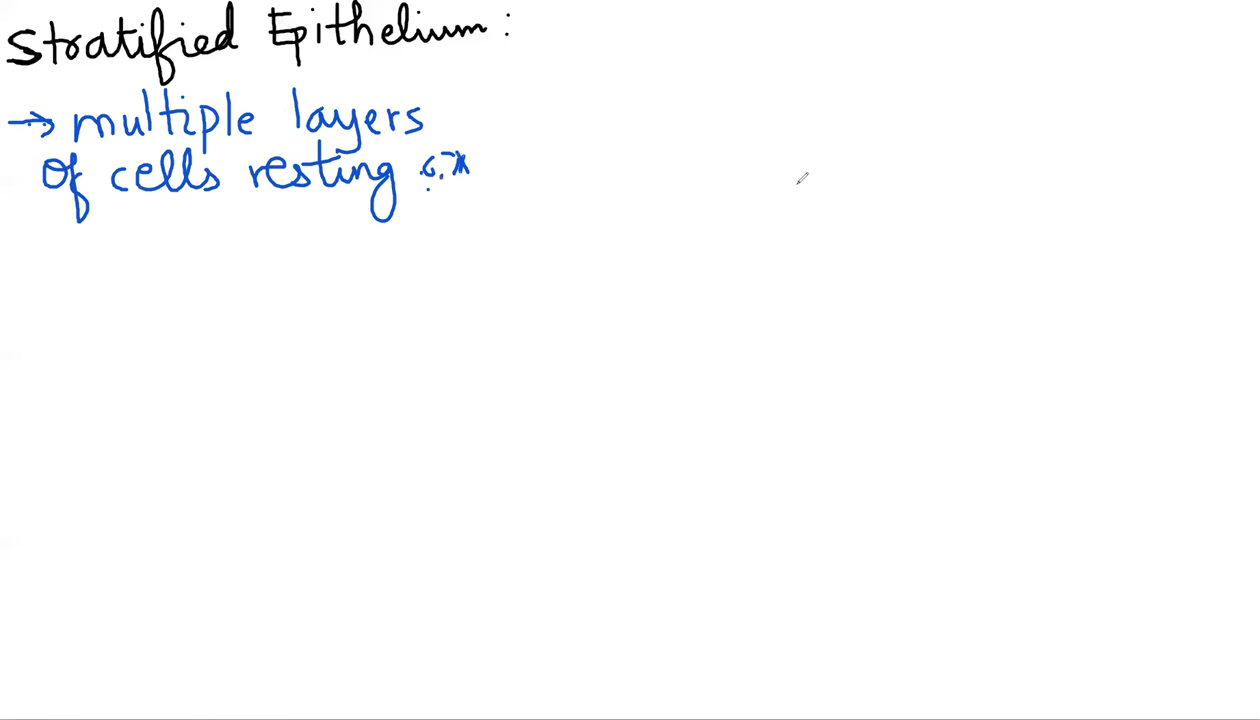 Stratified Epithelium:
→ multiple layers
of cells resting